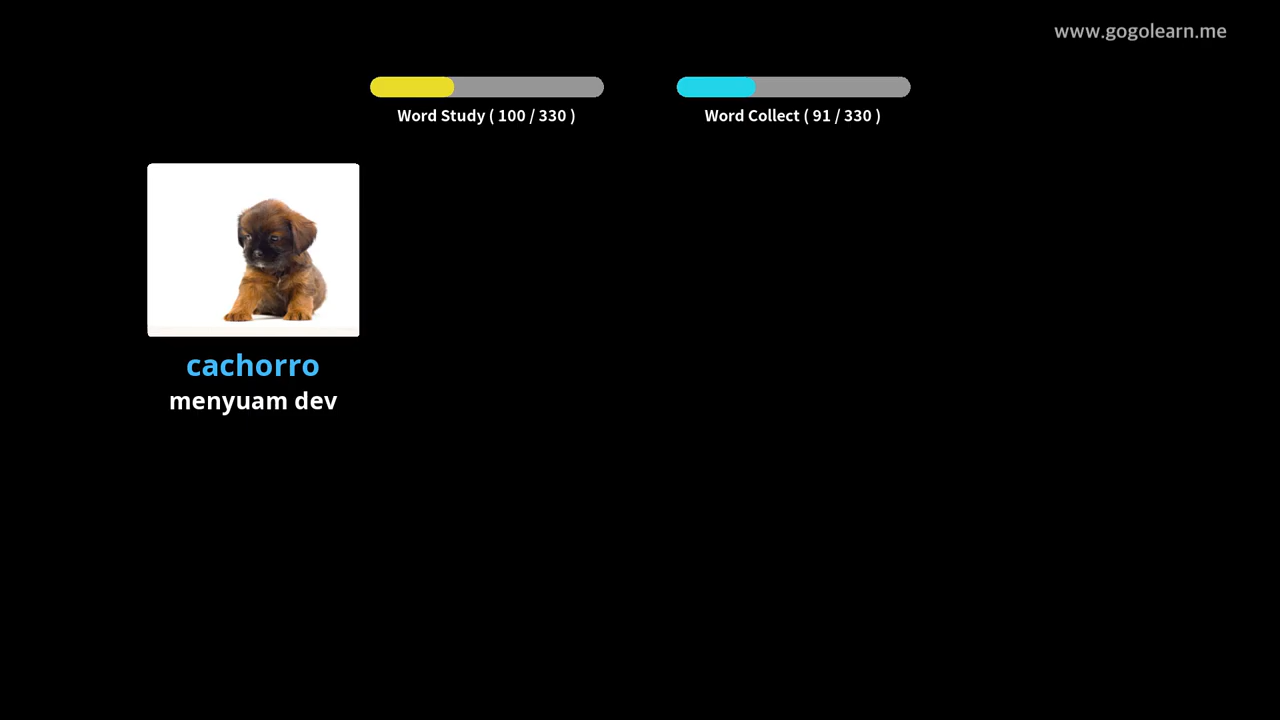 www.gogolearn.me
Word Study ( 100 / 330 )
Word Collect ( 91 / 330 )
cachorro
menyuam dev